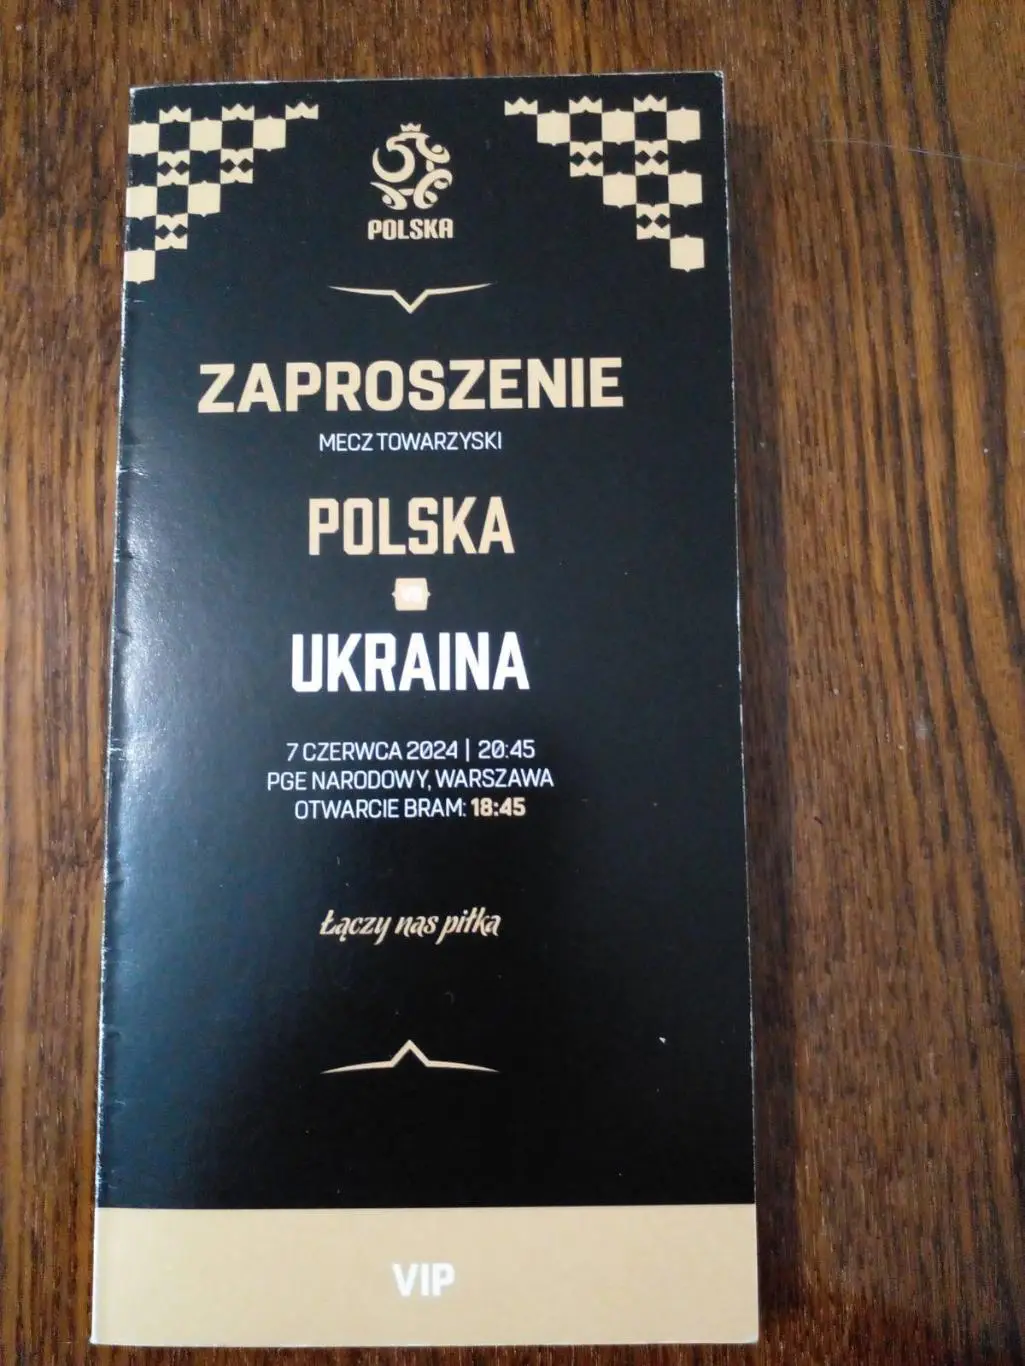 POLSKA
ZAPROSZENIE
MECZ TOWARZYSKI
POLSKA
UKRAINA
7 CZERWCA 2024 | 20:45
PGE NARODOWY, WARSZAWA
OTWARCIE BRAM: 18:45
Łączy nas piłka
VIP